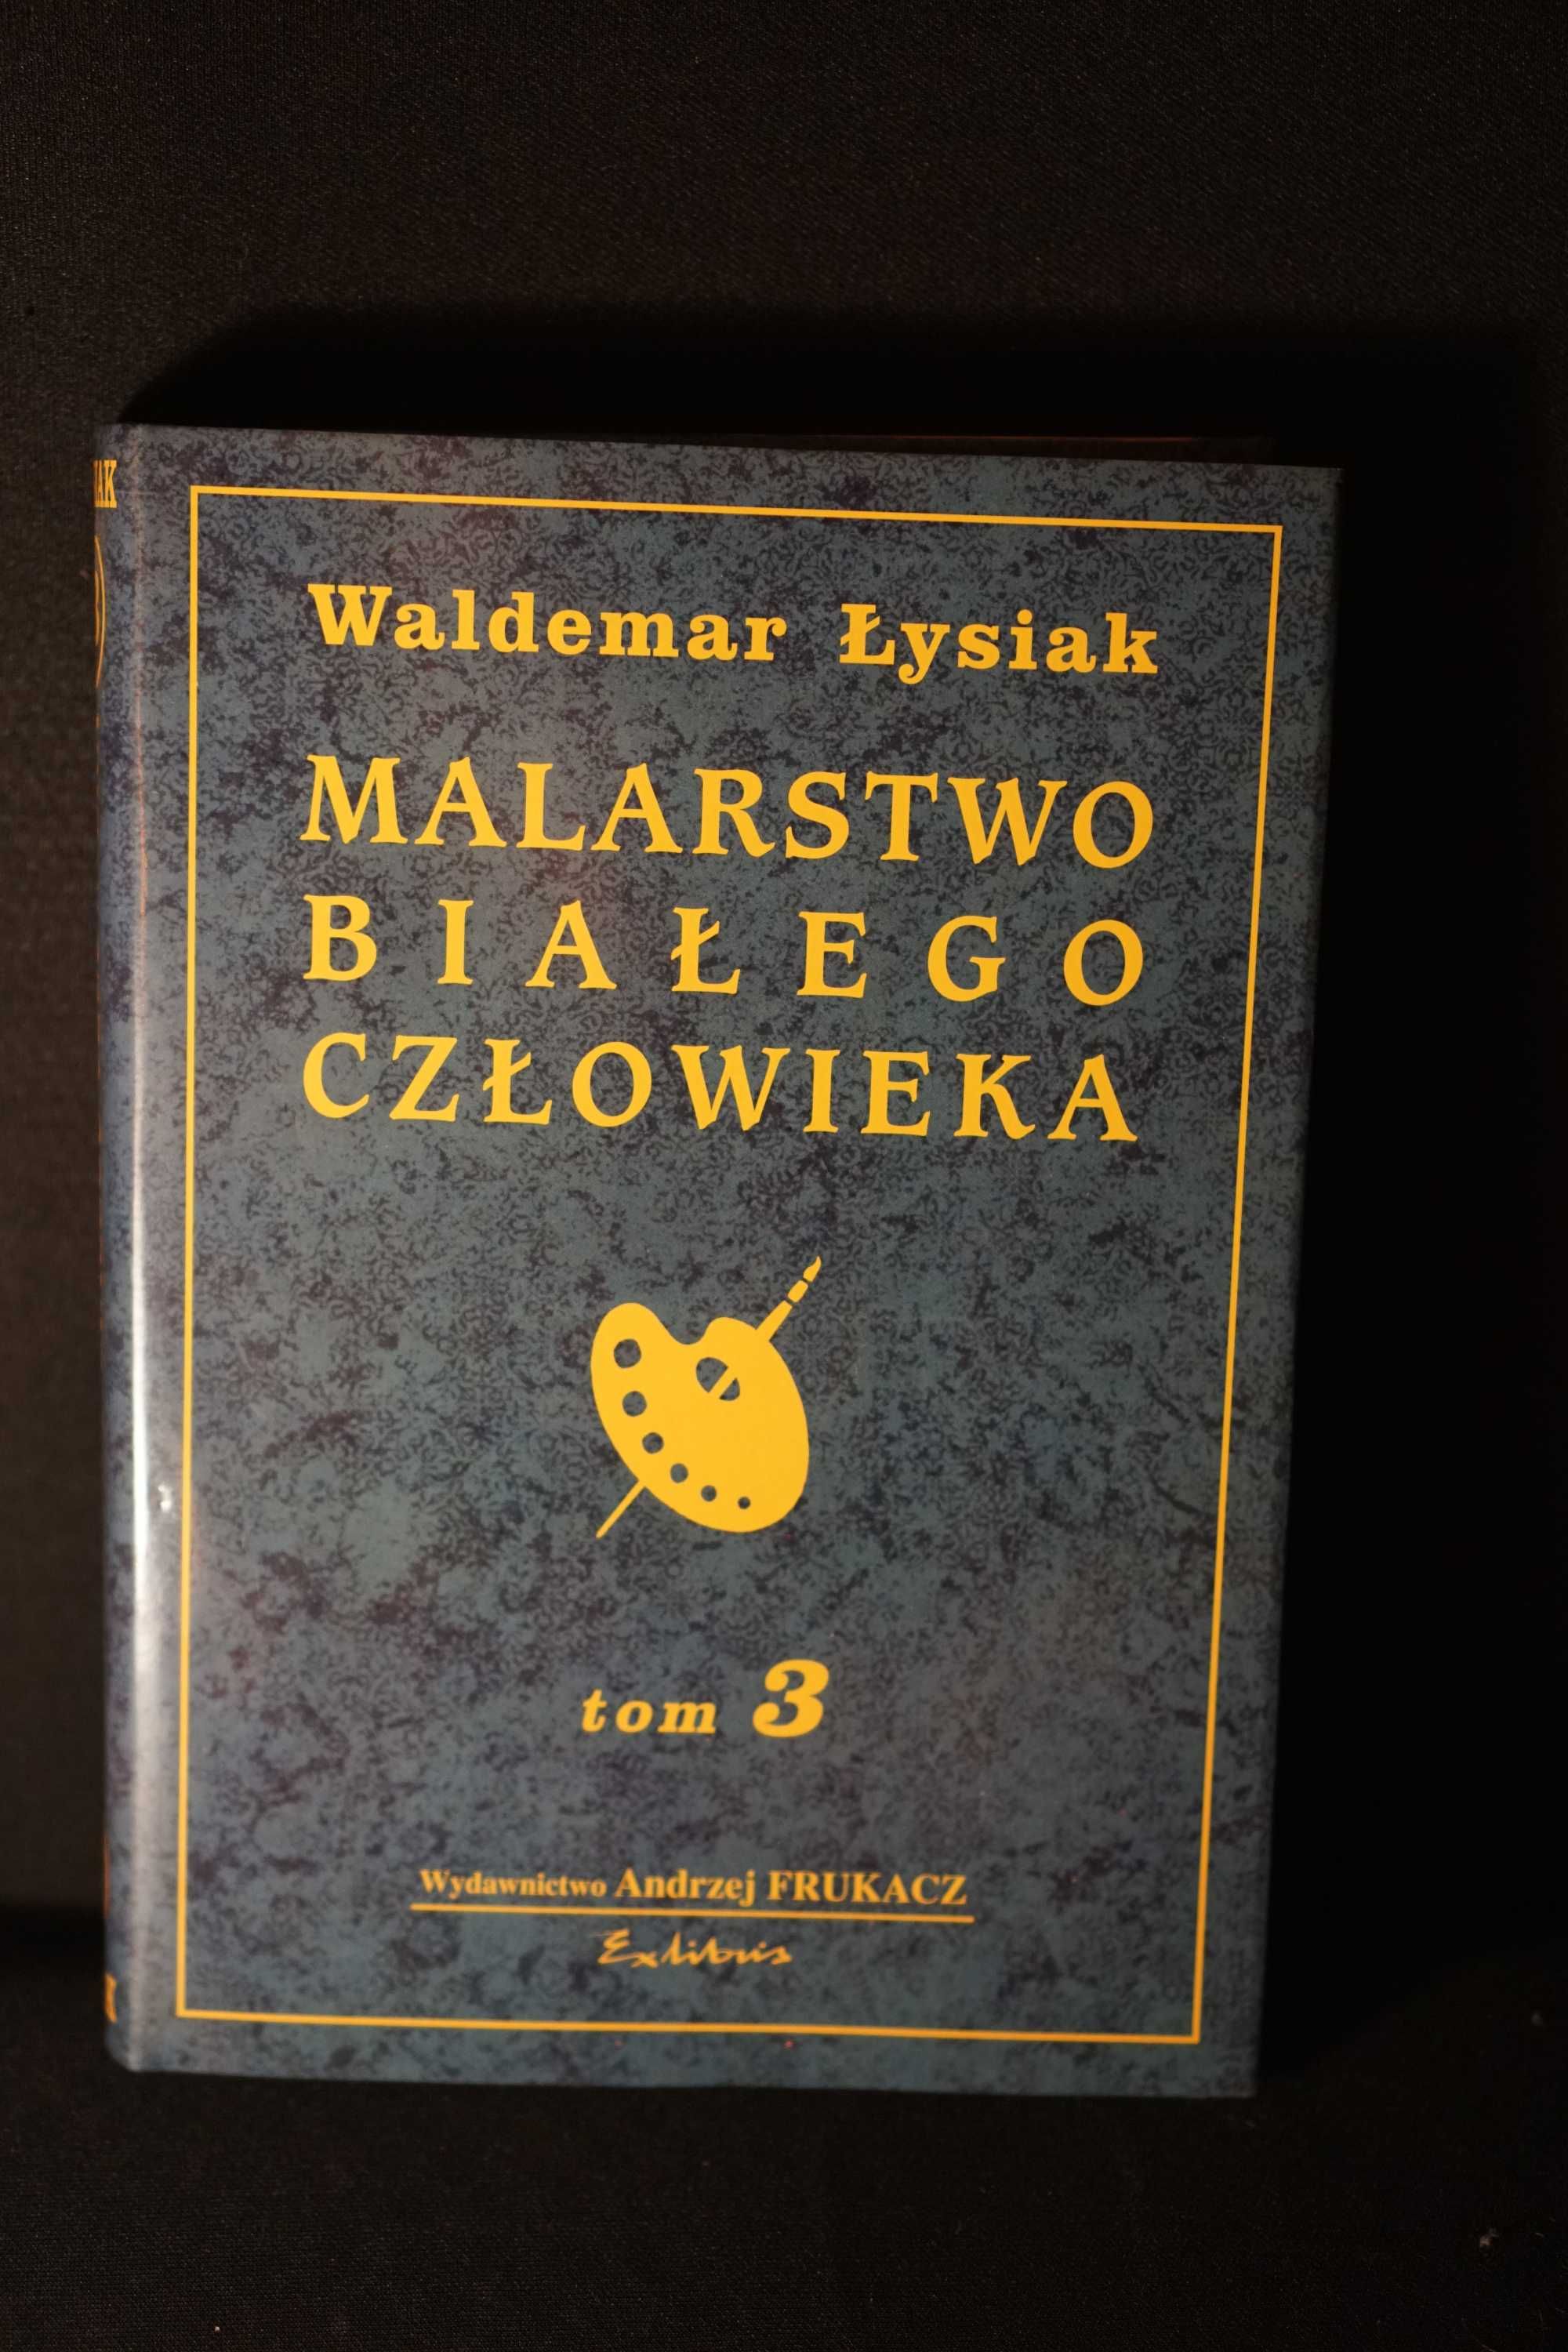 Waldemar Łysiak
MALARSTWO
BIAŁEGO
CZŁOWIEKA
tom 3
Wydawnictwo Andrzej FRUKACZ
Exlibris